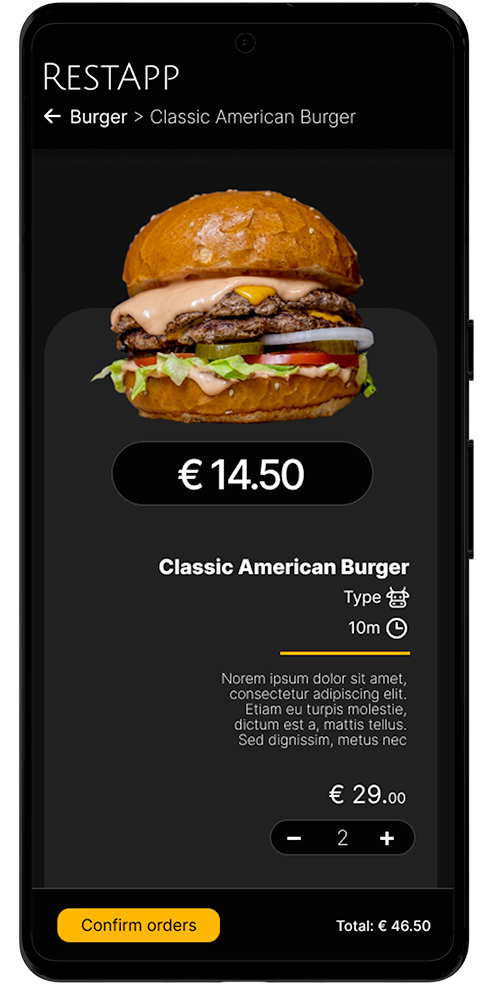 RESTAPP
← Burger > Classic American Burger
€ 14.50
Classic American Burger
Type
10m
Norem ipsum dolor sit amet,
consectetur adipiscing elit.
Etiam eu turpis molestie,
dictum est a, mattis tellus.
Sed dignissim, metus nec
€ 29.00
− 2 +
Confirm orders
Total: € 46.50